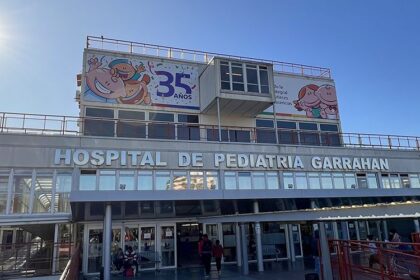 35
AÑOS
HOSPITAL DE PEDIATRIA GARRAHAN